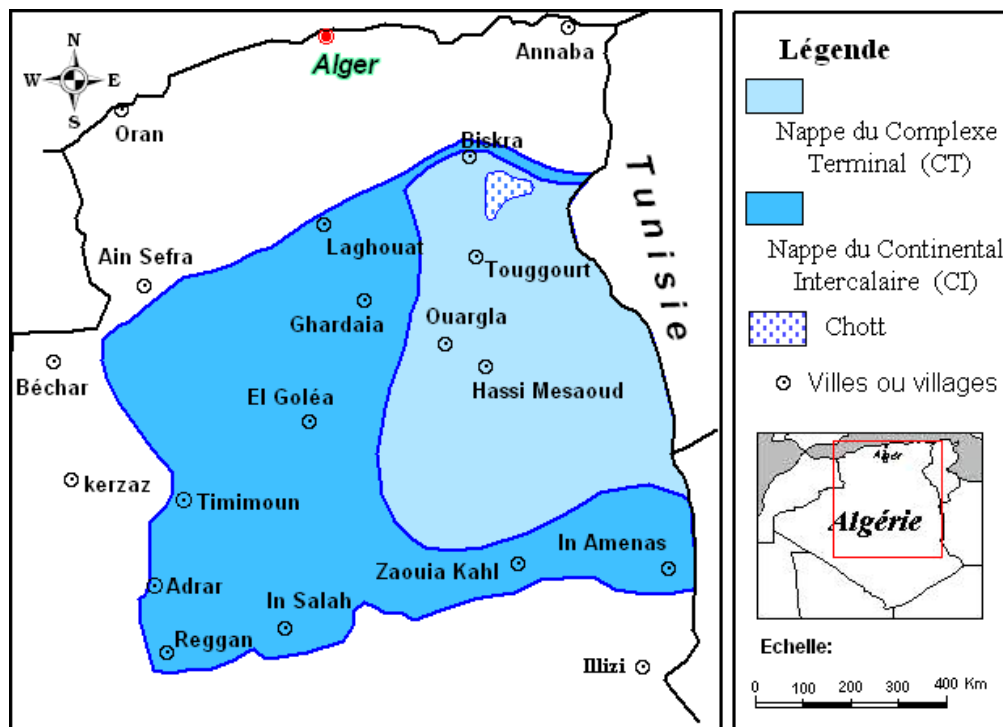 N
W E
S
Alger
Annaba
Oran
Biskra
Tunisie
Laghouat
Ain Sefra
Touggourt
Ghardaia
Ouargla
Béchar
Hassi Mesaoud
El Goléa
kerzaz
Timimoun
In Amenas
Zaouia Kahl
Adrar
In Salah
Reggan
Illizi
Légende
Nappe du Complexe
Terminal (CT)
Nappe du Continental
Intercalaire (CI)
Chott
Villes ou villages
Alger
Algérie
Echelle:
0 100 200 300 400 Km